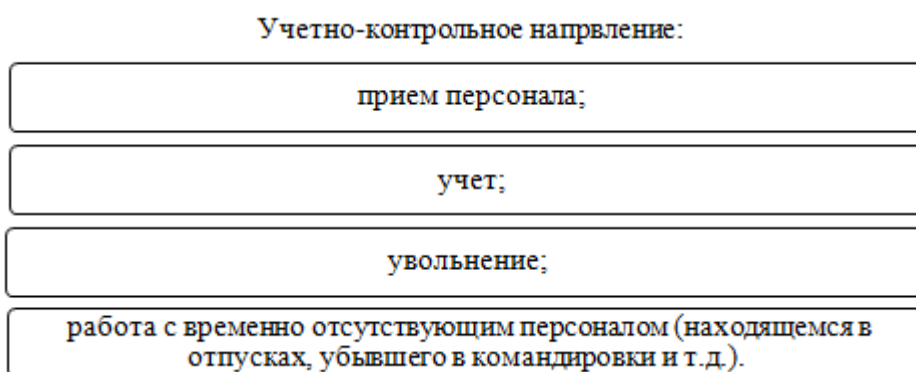 Учетно-контрольное напрвление:
прием персонала;
учет;
увольнение;
работа с временно отсутствующим персоналом (находящемся в
отпусках, убывшего в командировки и т.д.).